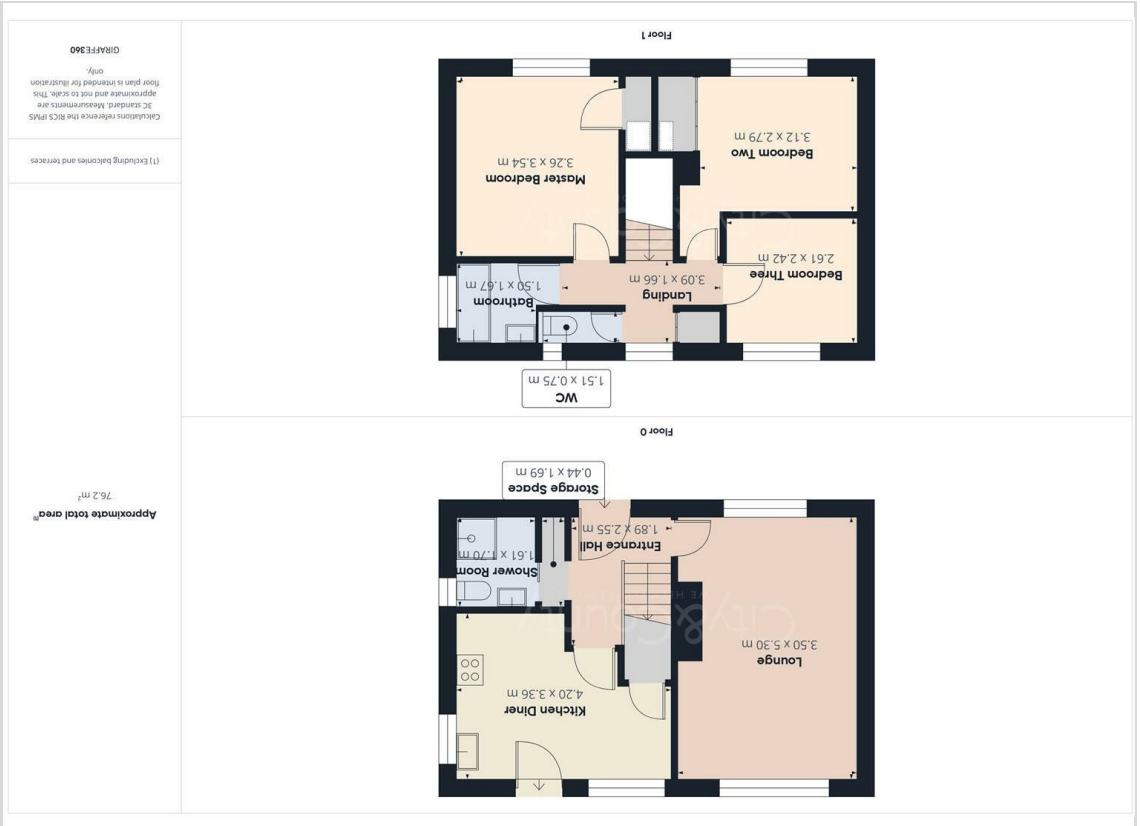 Kitchen Diner
4.20 x 3.36 m
Lounge
3.50 x 5.30 m
City&County
Shower Room
1.61 x 1.70 m
Entrance Hall
1.89 x 2.55 m
Storage Space
0.44 x 1.69 m
Floor 0
WC
1.51 x 0.75 m
Bathroom
1.50 x 1.67 m
Landing
3.09 x 1.66 m
Bedroom Three
2.61 x 2.42 m
Master Bedroom
3.26 x 3.54 m
Bedroom Two
3.12 x 2.79 m
Floor 1
Approximate total area(1)
76.2 m²
(1) Excluding balconies and terraces
Calculations reference the RICS IPMS
3C standard. Measurements are
approximate and not to scale. This
floor plan is intended for illustration
only.
GIRAFFE360